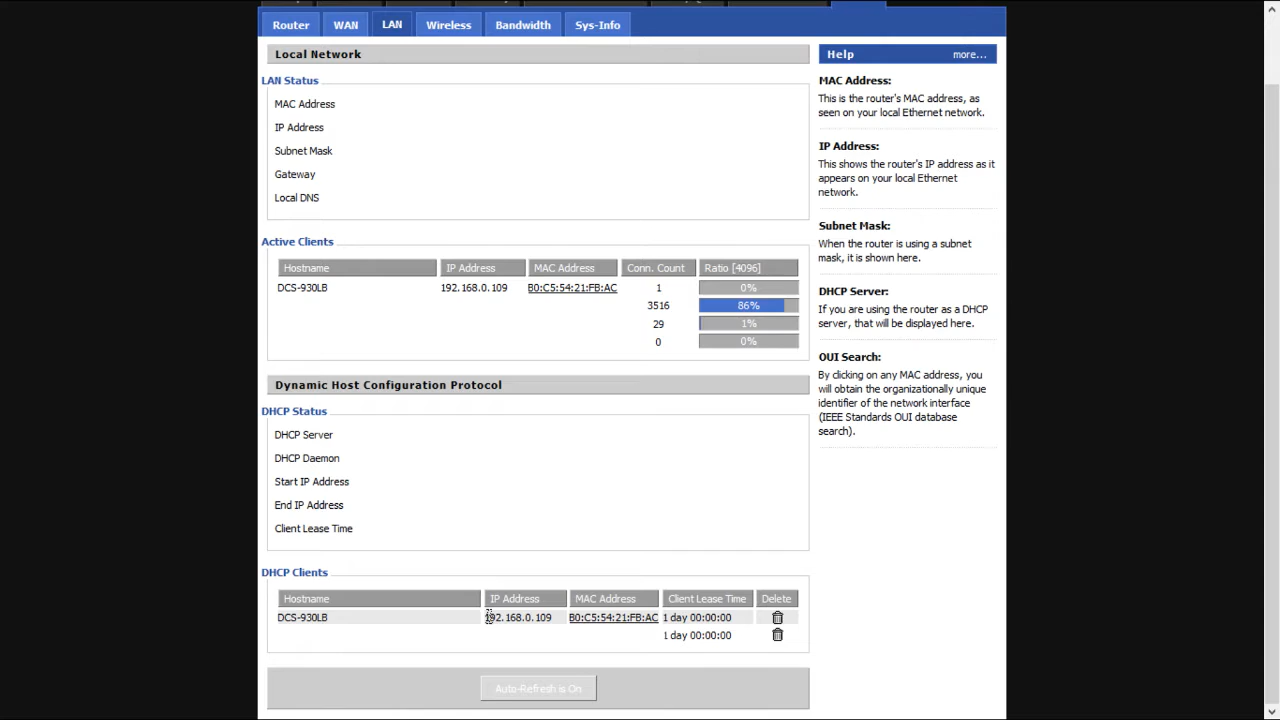 Router WAN LAN Wireless Bandwidth Sys-Info
Local Network
LAN Status
MAC Address
IP Address
Subnet Mask
Gateway
Local DNS
Active Clients
Hostname IP Address MAC Address Conn. Count Ratio [4096]
DCS-930LB 192.168.0.109 B0:C5:54:21:FB:AC 1 0%
3516 86%
29 1%
0 0%
Dynamic Host Configuration Protocol
DHCP Status
DHCP Server
DHCP Daemon
Start IP Address
End IP Address
Client Lease Time
DHCP Clients
Hostname IP Address MAC Address Client Lease Time Delete
DCS-930LB 192.168.0.109 B0:C5:54:21:FB:AC 1 day 00:00:00
1 day 00:00:00
Auto-Refresh is On
Help more...
MAC Address:
This is the router's MAC address, as
seen on your local Ethernet network.
IP Address:
This shows the router's IP address as it
appears on your local Ethernet
network.
Subnet Mask:
When the router is using a subnet
mask, it is shown here.
DHCP Server:
If you are using the router as a DHCP
server, that will be displayed here.
OUI Search:
By clicking on any MAC address, you
will obtain the organizationally unique
identifier of the network interface
(IEEE Standards OUI database
search).